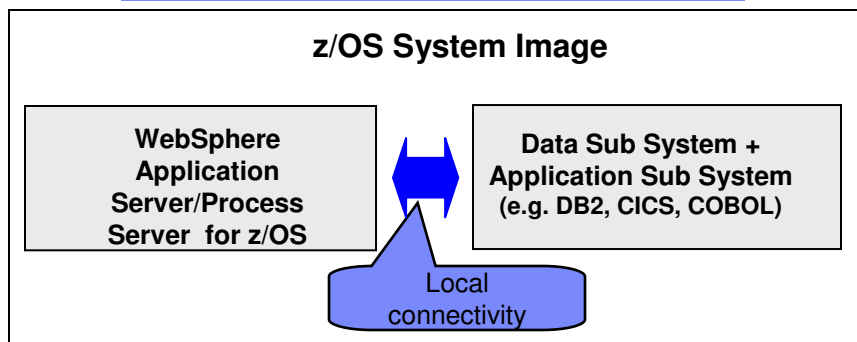 z/OS System Image
WebSphere
Application
Server/Process
Server for z/OS
Data Sub System +
Application Sub System
(e.g. DB2, CICS, COBOL)
Local
connectivity